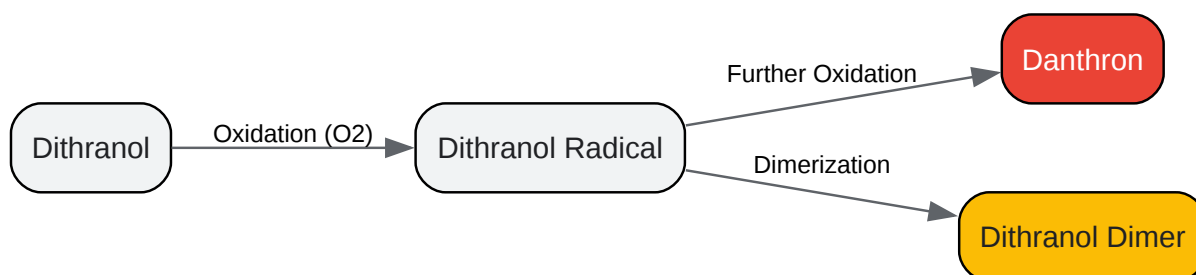 Dithranol
Oxidation (O2)
Dithranol Radical
Further Oxidation
Danthron
Dimerization
Dithranol Dimer